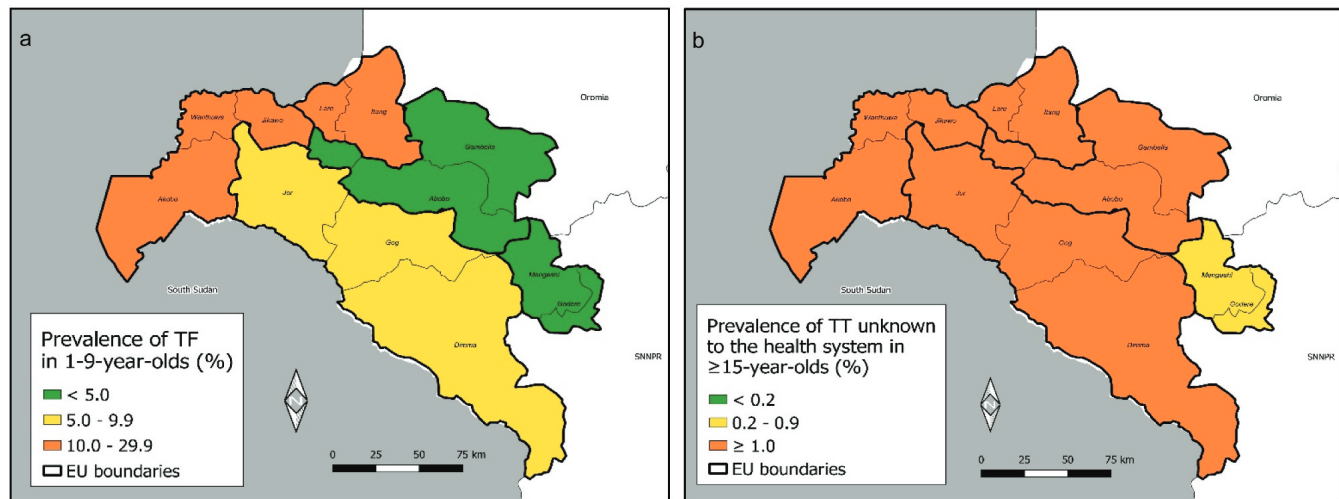 a
Oromia
Wanthuwa
Jikawo
Lare
Itang
Gambella
Akobo
Jor
Abobo
Gog
Mengeshi
Godere
South Sudan
Dimma
SNNPR
Prevalence of TF
in 1-9-year-olds (%)
< 5.0
5.0 - 9.9
10.0 - 29.9
EU boundaries
N
0 25 50 75 km
b
Oromia
Wanthuwa
Jikawo
Lare
Itang
Gambella
Akobo
Jor
Abobo
Gog
Mengeshi
Godere
South Sudan
Dimma
SNNPR
Prevalence of TT unknown
to the health system in
≥15-year-olds (%)
< 0.2
0.2 - 0.9
≥ 1.0
EU boundaries
N
0 25 50 75 km